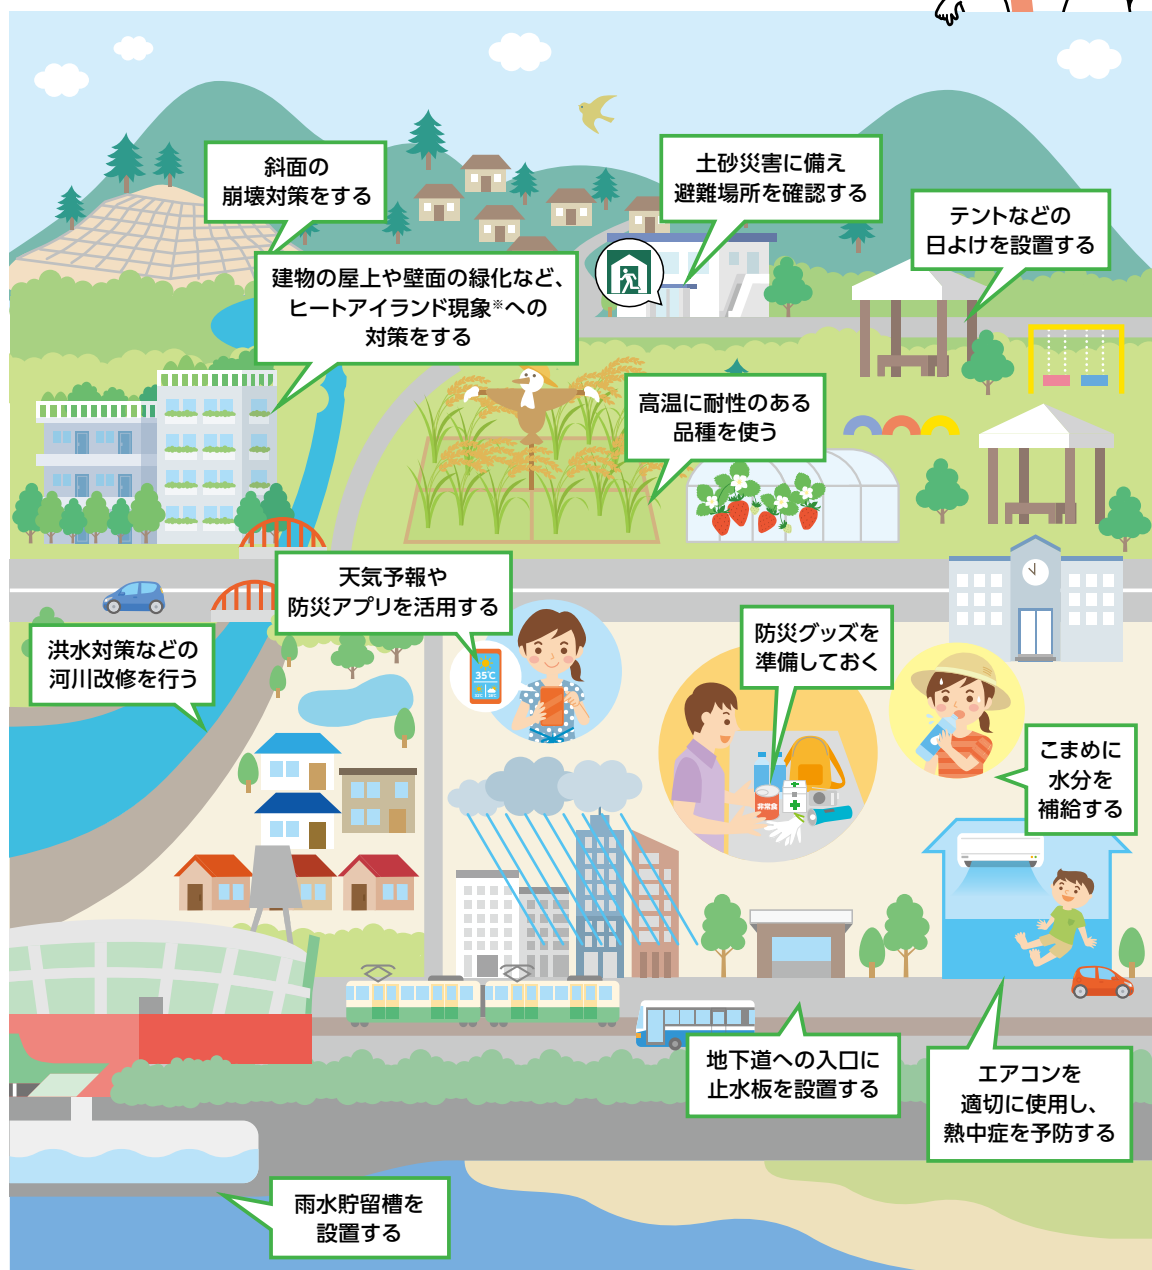 斜面の
崩壊対策をする
土砂災害に備え
避難場所を確認する
テントなどの
日よけを設置する
建物の屋上や壁面の緑化など、
ヒートアイランド現象※への
対策をする
高温に耐性のある
品種を使う
天気予報や
防災アプリを活用する
35℃
防災グッズを
準備しておく
非常食
洪水対策などの
河川改修を行う
こまめに
水分を
補給する
地下道への入口に
止水板を設置する
エアコンを
適切に使用し、
熱中症を予防する
雨水貯留槽を
設置する